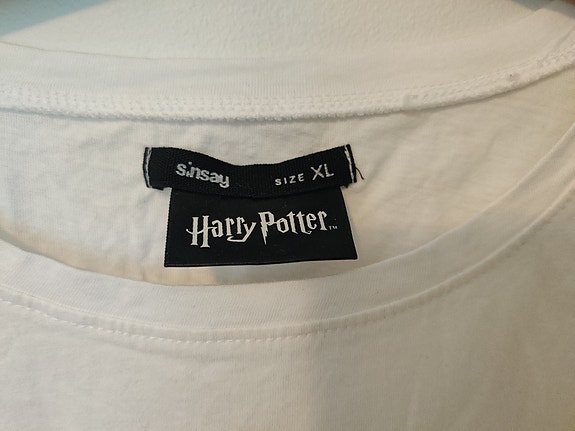 sinsay SIZE XL
Harry Potter™